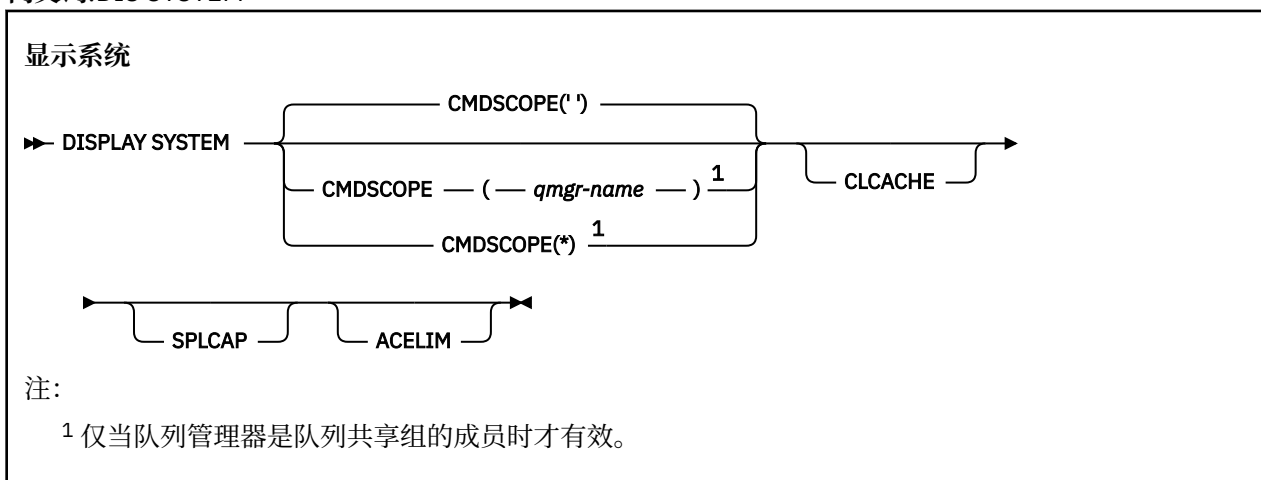 显示系统
CMDSCOPE(' ')
DISPLAY SYSTEM
CMDSCOPE ( qmgr-name ) 1
CLCACHE
CMDSCOPE(*) 1
SPLCAP
ACELIM
注：
1 仅当队列管理器是队列共享组的成员时才有效。